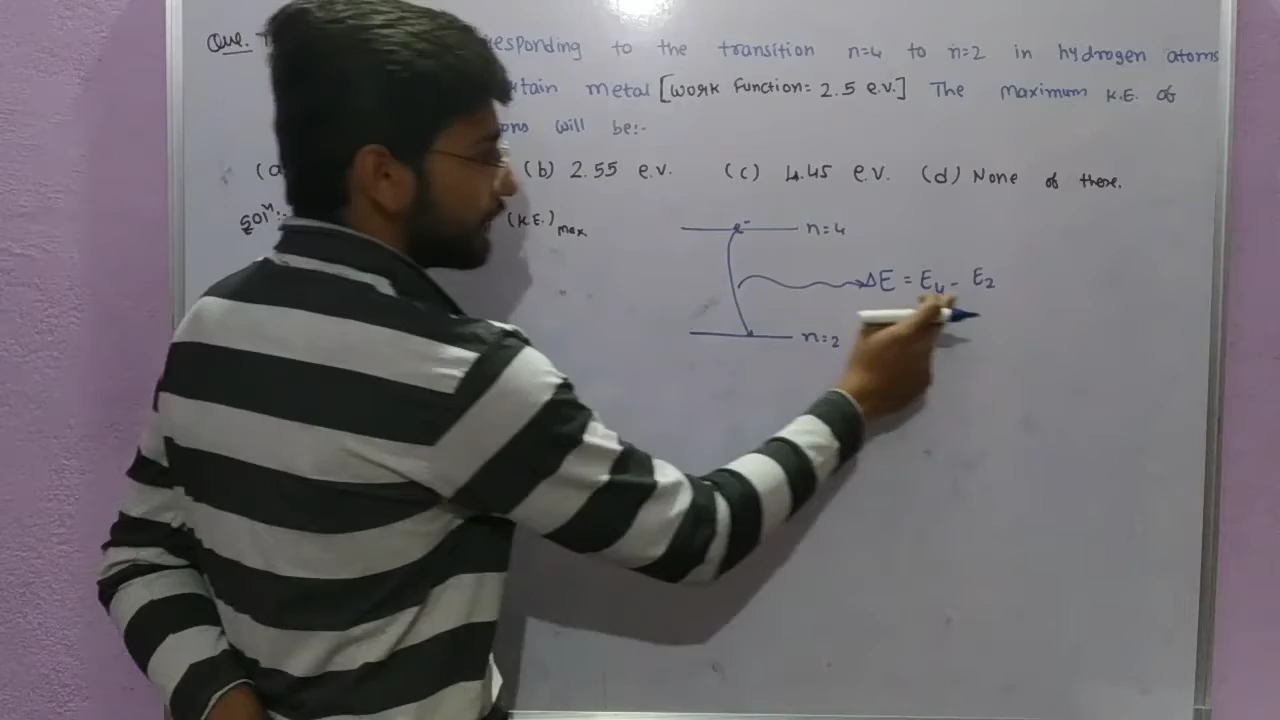 Que. esponding to the transition n=4 to n=2 in hydrogen atoms
tain metal [work function: 2.5 e.v.] The maximum K.E. of
ons will be:-
(a (b) 2.55 e.v. (c) 4.45 e.v. (d) None of these.
Solⁿ:- (K.E.)max
e⁻ n=4
ΔE = E₄ - E₂
n=2